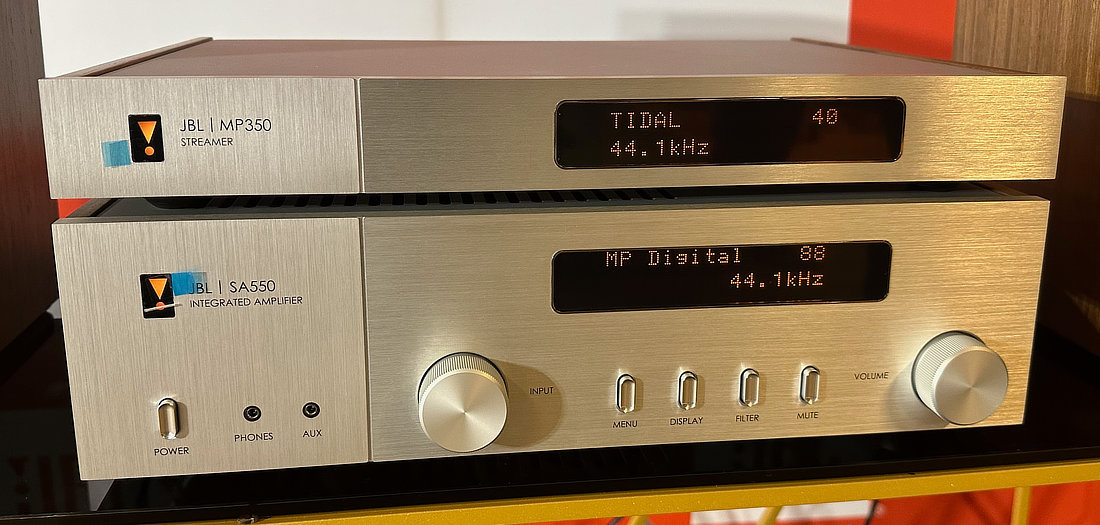 JBL | MP350
STREAMER
TIDAL 40
44.1kHz
JBL | SA550
INTEGRATED AMPLIFIER
MP Digital 88
44.1kHz
POWER
PHONES
AUX
INPUT
MENU
DISPLAY
FILTER
MUTE
VOLUME